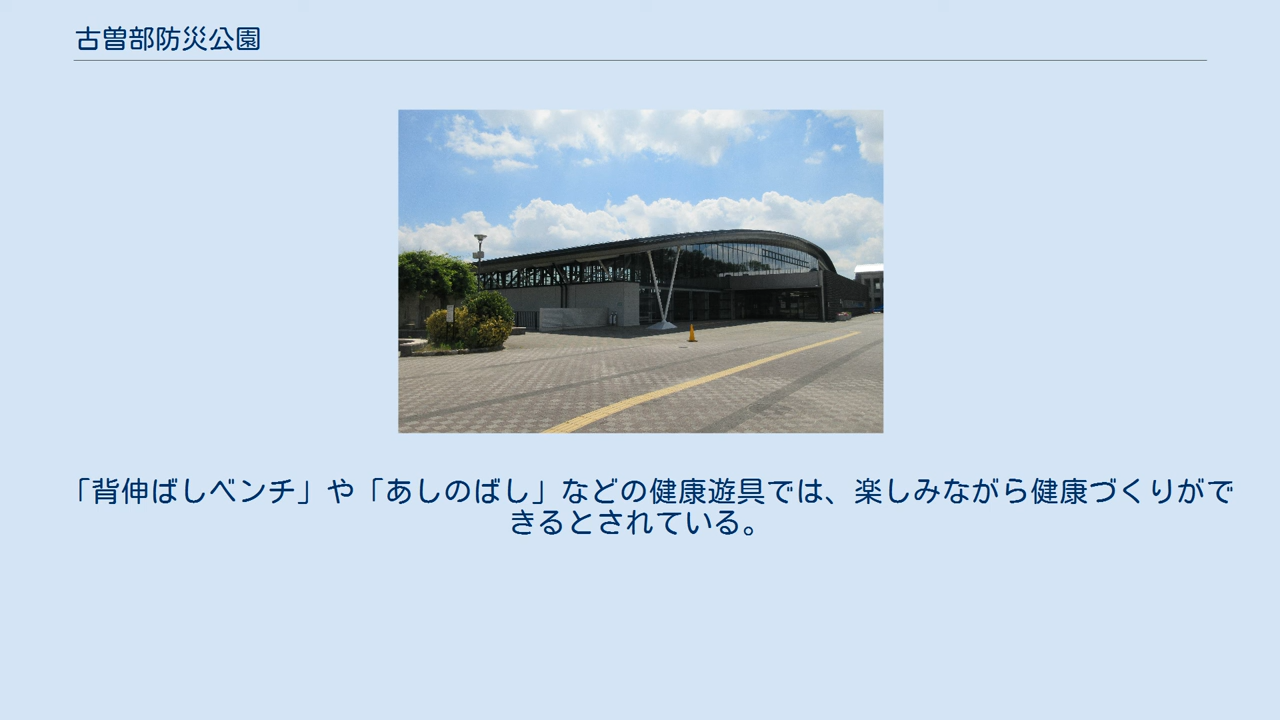 古曽部防災公園
「背伸ばしベンチ」や「あしのばし」などの健康遊具では、楽しみながら健康づくりがで
きるとされている。